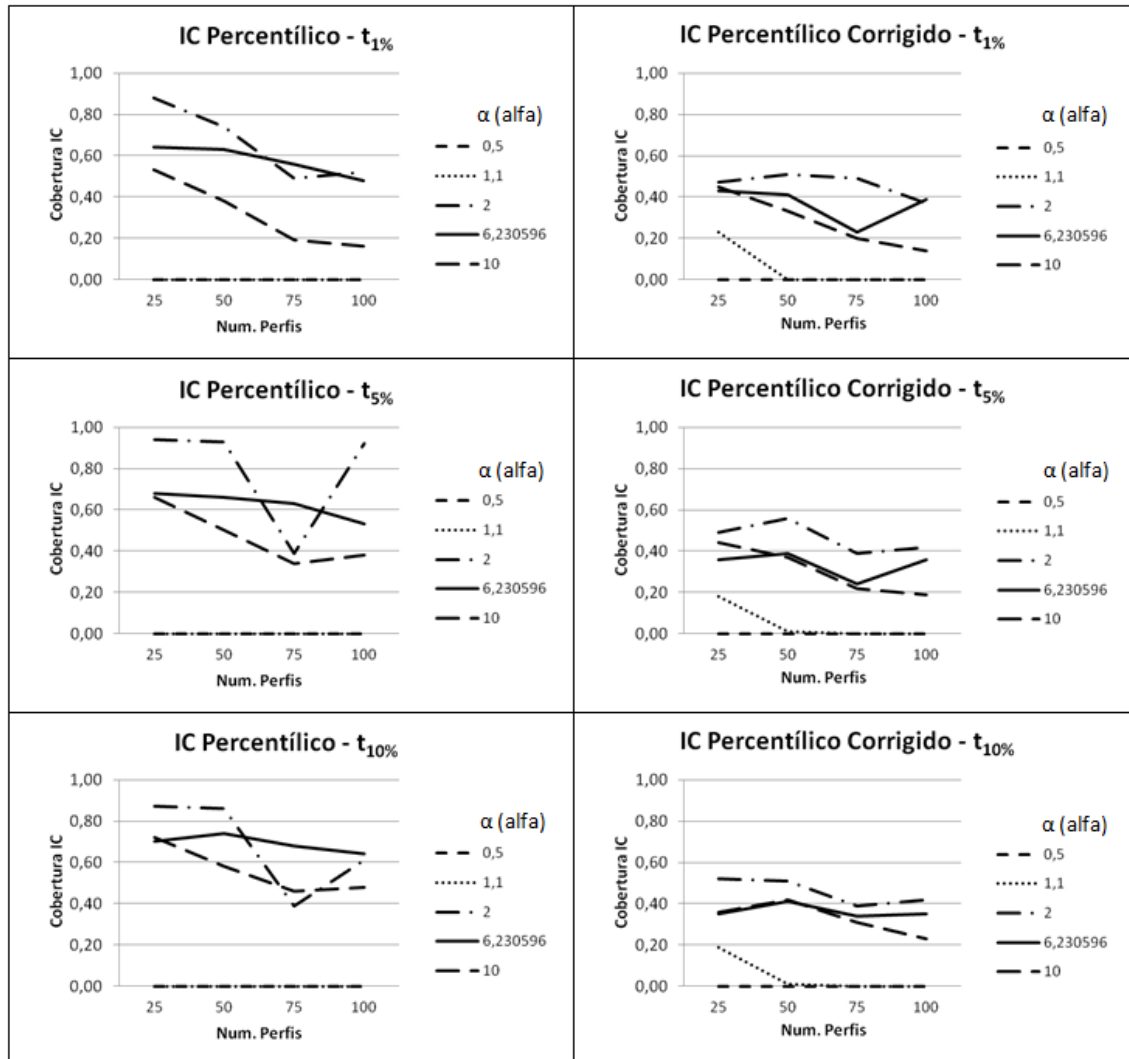 IC Percentílico - t1%
1,00
0,80
0,60
0,40
0,20
0,00
Cobertura IC
25 50 75 100
Num. Perfis
α (alfa)
0,5
1,1
2
6,230596
10
IC Percentílico Corrigido - t1%
1,00
0,80
0,60
0,40
0,20
0,00
Cobertura IC
25 50 75 100
Num. Perfis
α (alfa)
0,5
1,1
2
6,230596
10
IC Percentílico - t5%
1,00
0,80
0,60
0,40
0,20
0,00
Cobertura IC
25 50 75 100
Num. Perfis
α (alfa)
0,5
1,1
2
6,230596
10
IC Percentílico Corrigido - t5%
1,00
0,80
0,60
0,40
0,20
0,00
Cobertura IC
25 50 75 100
Num. Perfis
α (alfa)
0,5
1,1
2
6,230596
10
IC Percentílico - t10%
1,00
0,80
0,60
0,40
0,20
0,00
Cobertura IC
25 50 75 100
Num. Perfis
α (alfa)
0,5
1,1
2
6,230596
10
IC Percentílico Corrigido - t10%
1,00
0,80
0,60
0,40
0,20
0,00
Cobertura IC
25 50 75 100
Num. Perfis
α (alfa)
0,5
1,1
2
6,230596
10